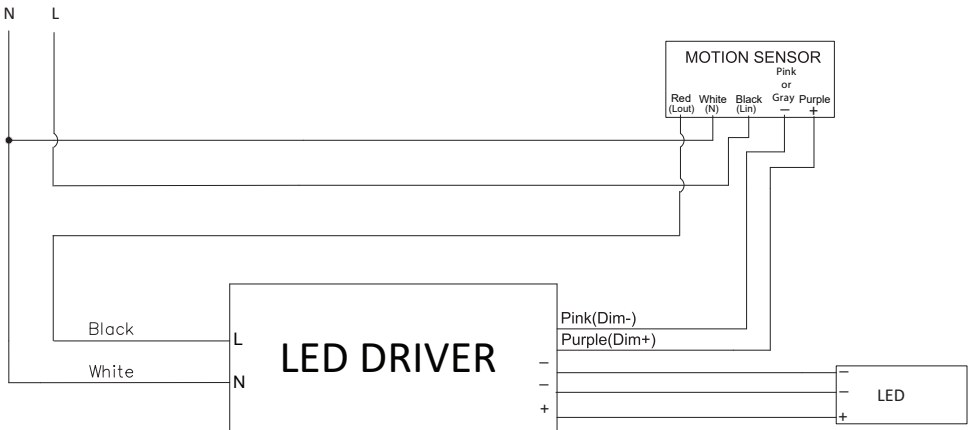 N L
MOTION SENSOR
Pink
or
Red White Black Gray Purple
(Lout) (N) (Lin) − +
Black
White
L
N
LED DRIVER
Pink(Dim-)
Purple(Dim+)
−
−
+
−
−
+
LED